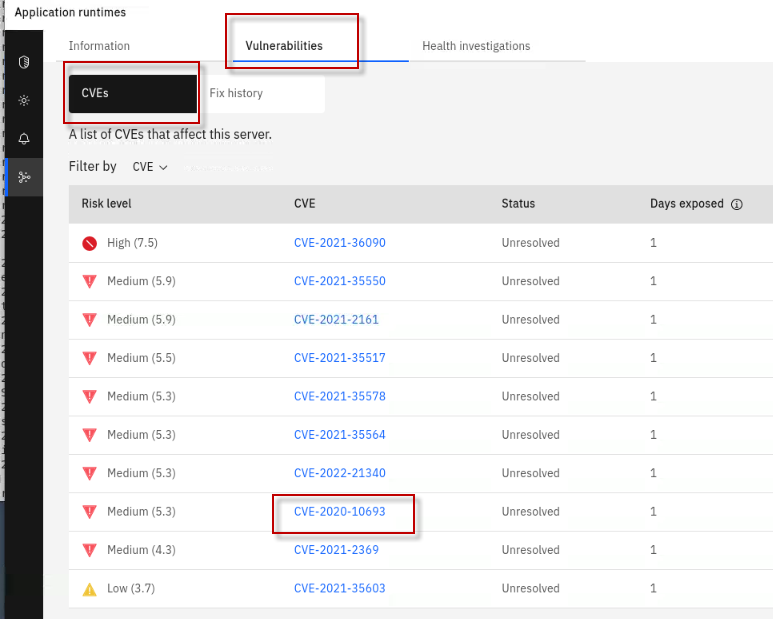 Application runtimes
Information Vulnerabilities Health investigations
CVEs Fix history
A list of CVEs that affect this server.
Filter by CVE
Risk level CVE Status Days exposed
High (7.5) CVE-2021-36090 Unresolved 1
Medium (5.9) CVE-2021-35550 Unresolved 1
Medium (5.9) CVE-2021-2161 Unresolved 1
Medium (5.5) CVE-2021-35517 Unresolved 1
Medium (5.3) CVE-2021-35578 Unresolved 1
Medium (5.3) CVE-2021-35564 Unresolved 1
Medium (5.3) CVE-2022-21340 Unresolved 1
Medium (5.3) CVE-2020-10693 Unresolved 1
Medium (4.3) CVE-2021-2369 Unresolved 1
Low (3.7) CVE-2021-35603 Unresolved 1